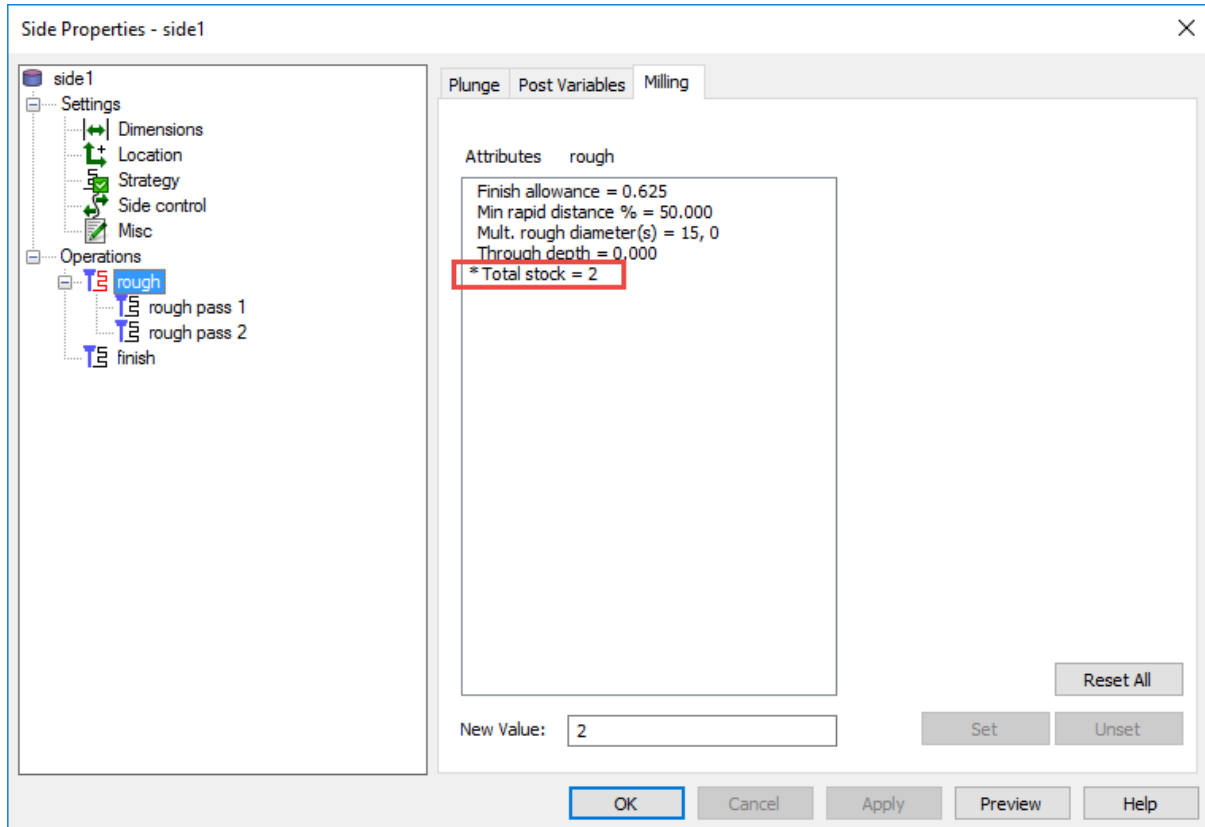 Side Properties - side1
side1
Settings
Dimensions
Location
Strategy
Side control
Misc
Operations
rough
rough pass 1
rough pass 2
finish
Plunge Post Variables Milling
Attributes rough
Finish allowance = 0.625
Min rapid distance % = 50.000
Mult. rough diameter(s) = 15, 0
Through depth = 0,000
* Total stock = 2
Reset All
New Value: 2 Set Unset
OK Cancel Apply Preview Help